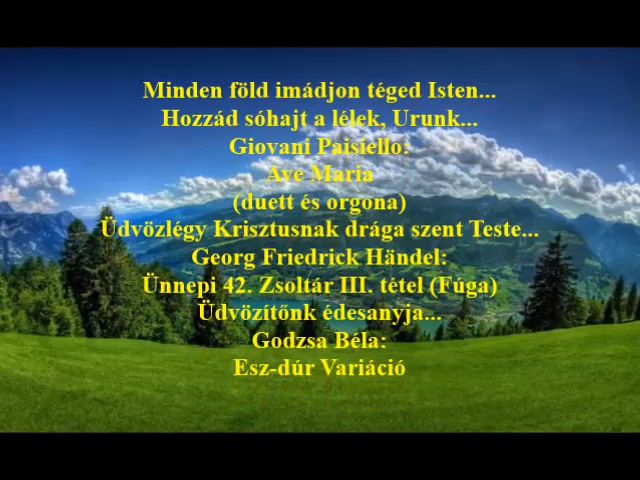 Minden föld imádjon téged Isten...
Hozzád sóhajt a lélek, Urunk...
Giovani Paisiello:
Ave Maria
(duett és orgona)
Üdvözlégy Krisztusnak drága szent Teste...
Georg Friedrick Händel:
Ünnepi 42. Zsoltár III. tétel (Fúga)
Üdvözítőnk édesanyja...
Godzsa Béla:
Esz-dúr Variáció